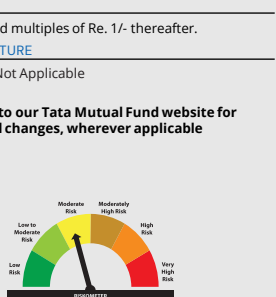 d multiples of Re. 1/- thereafter.
TURE
Not Applicable
to our Tata Mutual Fund website for
d changes, wherever applicable
Moderate
Risk
Moderately
High Risk
Low to
Moderate
Risk
High
Risk
Low
Risk
Very
High
Risk
RISKOMETER